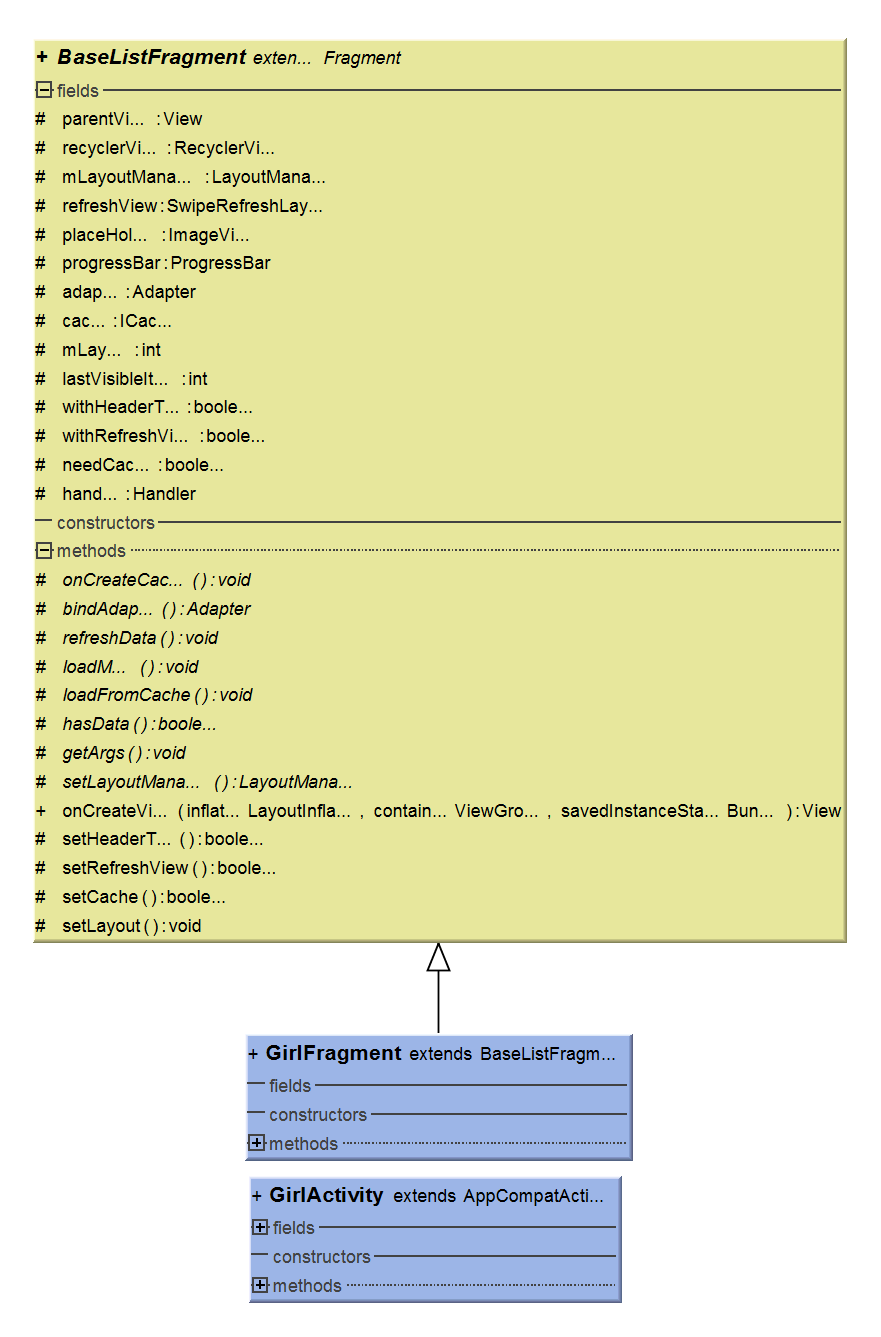 + BaseListFragment exten... Fragment
fields
# parentVi... :View
# recyclerVi... :RecyclerVi...
# mLayoutMana... :LayoutMana...
# refreshView:SwipeRefreshLay...
# placeHol... :ImageVi...
# progressBar:ProgressBar
# adap... :Adapter
# cac... :ICac...
# mLay... :int
# lastVisibleIt... :int
# withHeaderT... :boole...
# withRefreshVi... :boole...
# needCac... :boole...
# hand... :Handler
constructors
methods
# onCreateCac... ():void
# bindAdap... ():Adapter
# refreshData():void
# loadM... ():void
# loadFromCache():void
# hasData():boole...
# getArgs():void
# setLayoutMana... ():LayoutMana...
+ onCreateVi... (inflat... LayoutInfla... , contain... ViewGro... , savedInstanceSta... Bun... ):View
# setHeaderT... ():boole...
# setRefreshView():boole...
# setCache():boole...
# setLayout():void
+ GirlFragment extends BaseListFragm...
fields
constructors
methods
+ GirlActivity extends AppCompatActi...
fields
constructors
methods